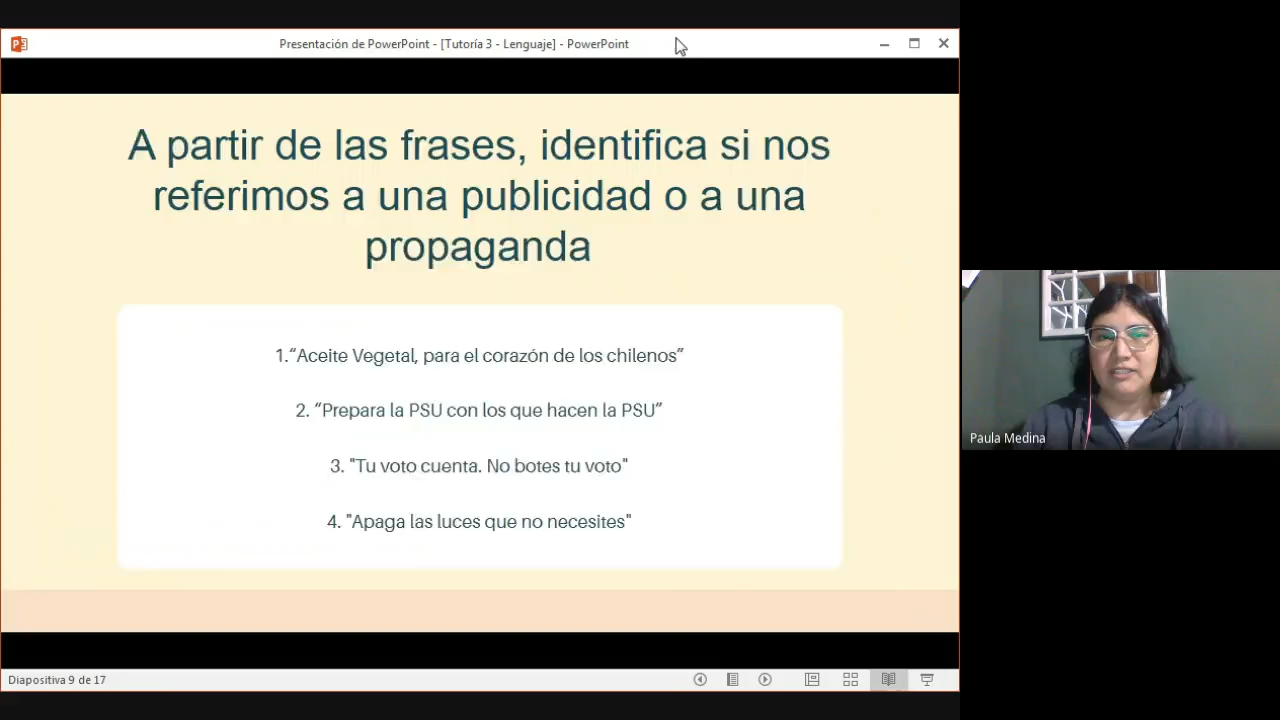 Presentación de PowerPoint - [Tutoría 3 - Lenguaje] - PowerPoint
A partir de las frases, identifica si nos
referimos a una publicidad o a una
propaganda
1.“Aceite Vegetal, para el corazón de los chilenos”
2. “Prepara la PSU con los que hacen la PSU”
3. "Tu voto cuenta. No botes tu voto"
4. "Apaga las luces que no necesites"
Paula Medina
Diapositiva 9 de 17